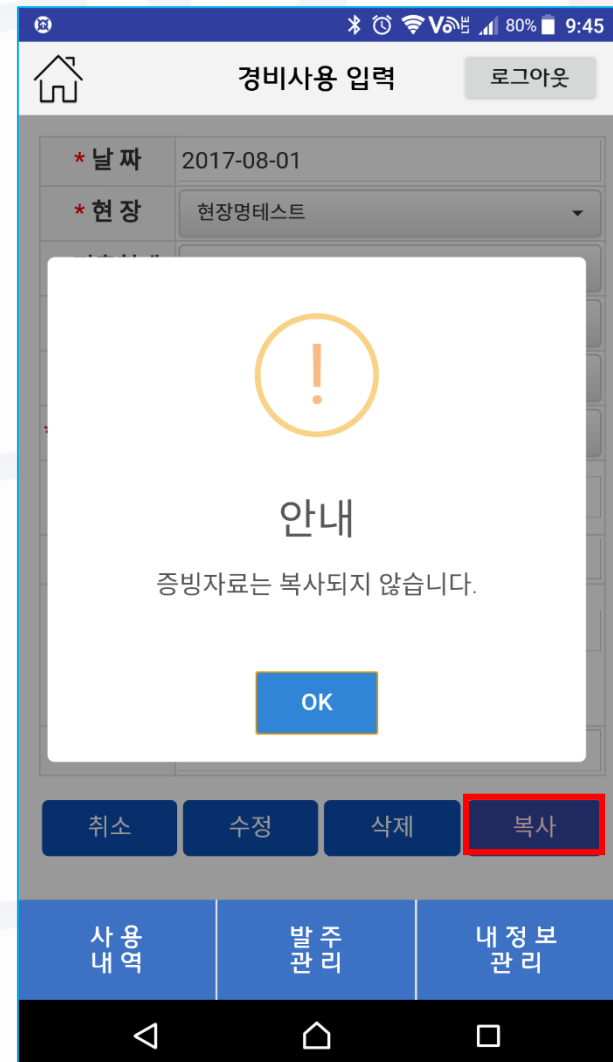 80% 9:45
경비사용 입력
로그아웃
* 날 짜 2017-08-01
* 현 장 현장명테스트
안내
증빙자료는 복사되지 않습니다.
OK
취소 수정 삭제 복사
사 용
내 역
발 주
관 리
내 정 보
관 리